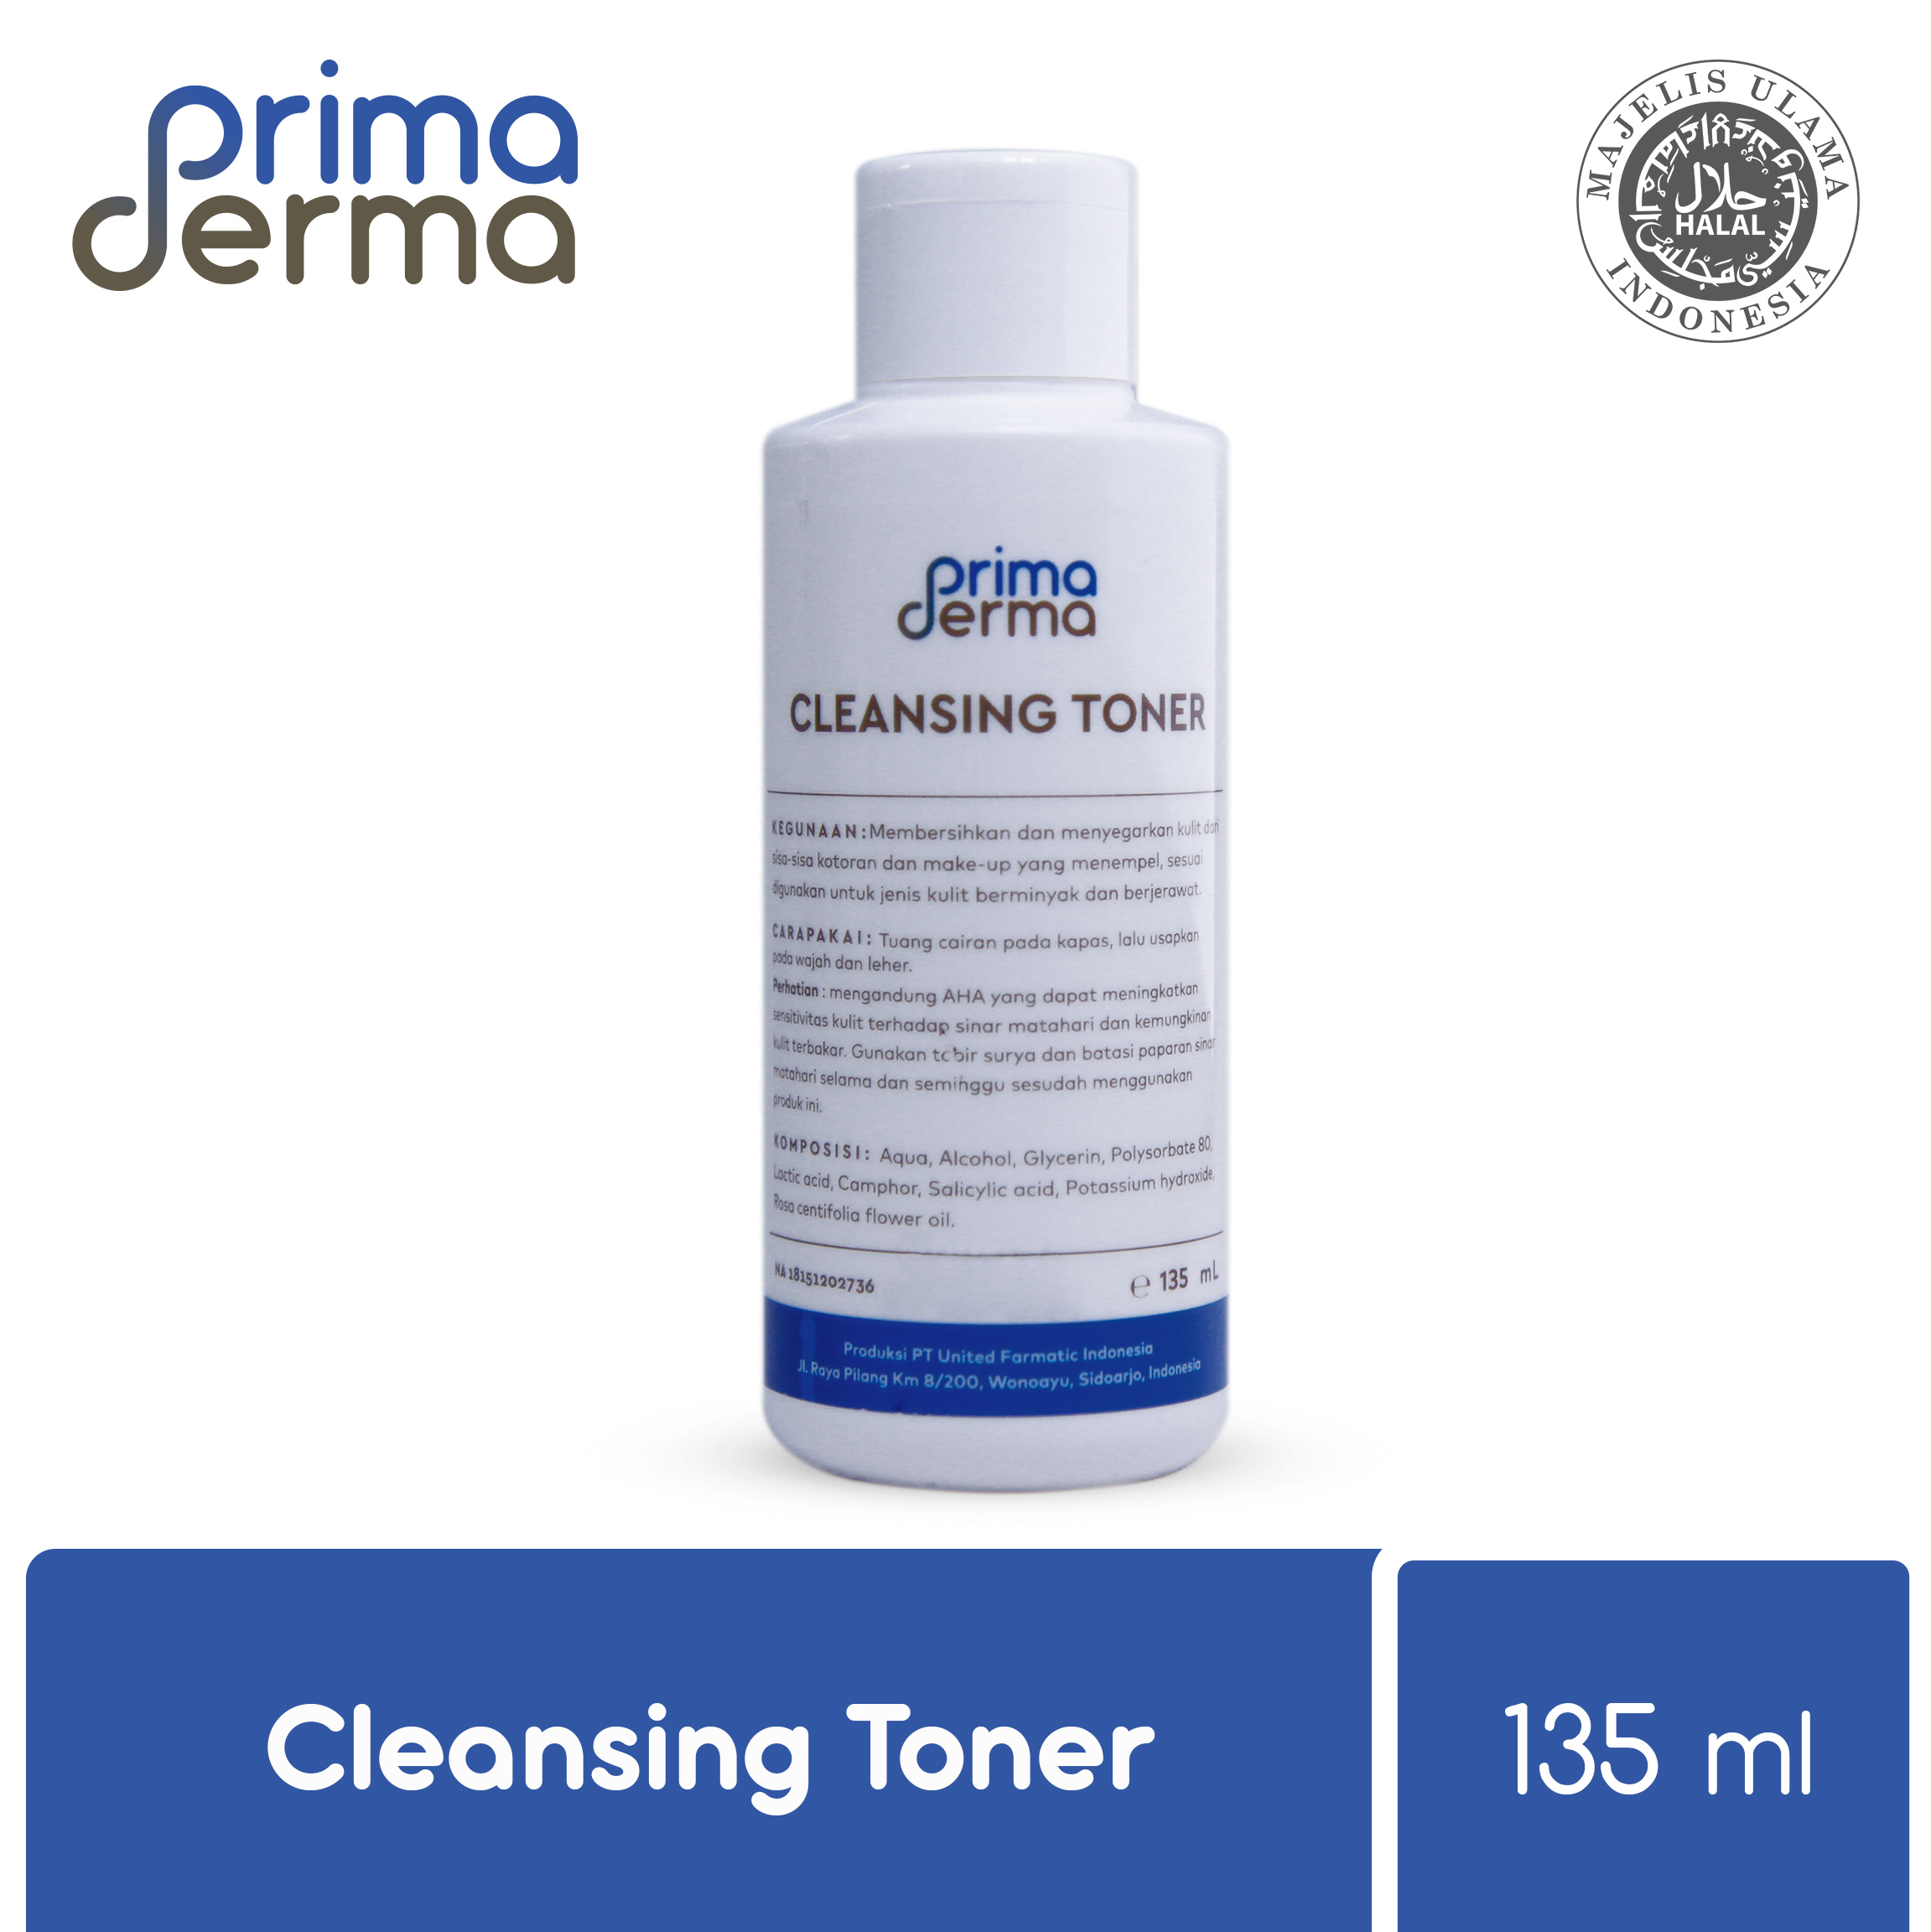 prima
derma
MAJELIS ULAMA
حلال
HALAL
INDONESIA
prima
derma
CLEANSING TONER
KEGUNAAN : Membersihkan dan menyegarkan kulit dari
sisa-sisa kotoran dan make-up yang menempel, sesuai
digunakan untuk jenis kulit berminyak dan berjerawat.
CARAPAKAI : Tuang cairan pada kapas, lalu usapkan
pada wajah dan leher.
Perhatian : mengandung AHA yang dapat meningkatkan
sensitivitas kulit terhadap sinar matahari dan kemungkinan
kulit terbakar. Gunakan tabir surya dan batasi paparan sinar
matahari selama dan seminggu sesudah menggunakan
produk ini.
KOMPOSISI : Aqua, Alcohol, Glycerin, Polysorbate 80,
Lactic acid, Camphor, Salicylic acid, Potassium hydroxide,
Rosa centifolia flower oil.
NA 18151202736
℮ 135 mL
Produksi PT United Farmatic Indonesia
Jl. Raya Pilang Km 8/200, Wonoayu, Sidoarjo, Indonesia
Cleansing Toner
135 ml